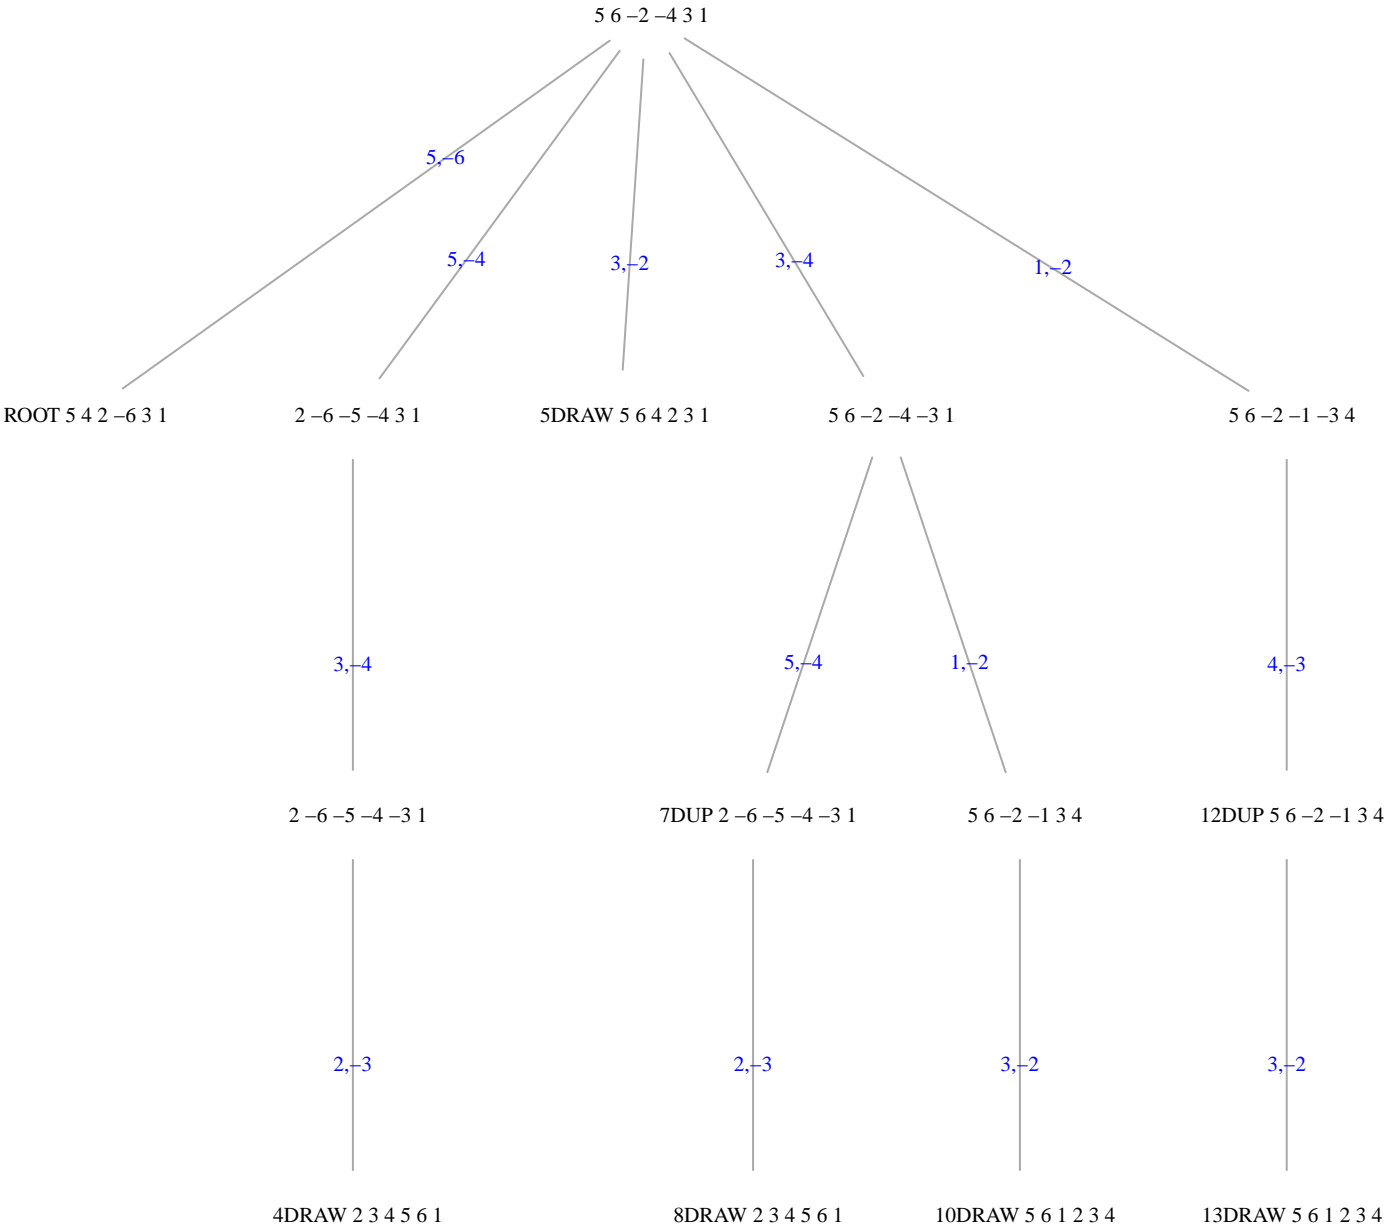 5 6 –2 –4 3 1
5,–6
5,–4
3,–2
3,–4
1,–2
ROOT 5 4 2 –6 3 1
2 –6 –5 –4 3 1
5DRAW 5 6 4 2 3 1
5 6 –2 –4 –3 1
5 6 –2 –1 –3 4
3,–4
5,–4
1,–2
4,–3
2 –6 –5 –4 –3 1
7DUP 2 –6 –5 –4 –3 1
5 6 –2 –1 3 4
12DUP 5 6 –2 –1 3 4
2,–3
2,–3
3,–2
3,–2
4DRAW 2 3 4 5 6 1
8DRAW 2 3 4 5 6 1
10DRAW 5 6 1 2 3 4
13DRAW 5 6 1 2 3 4